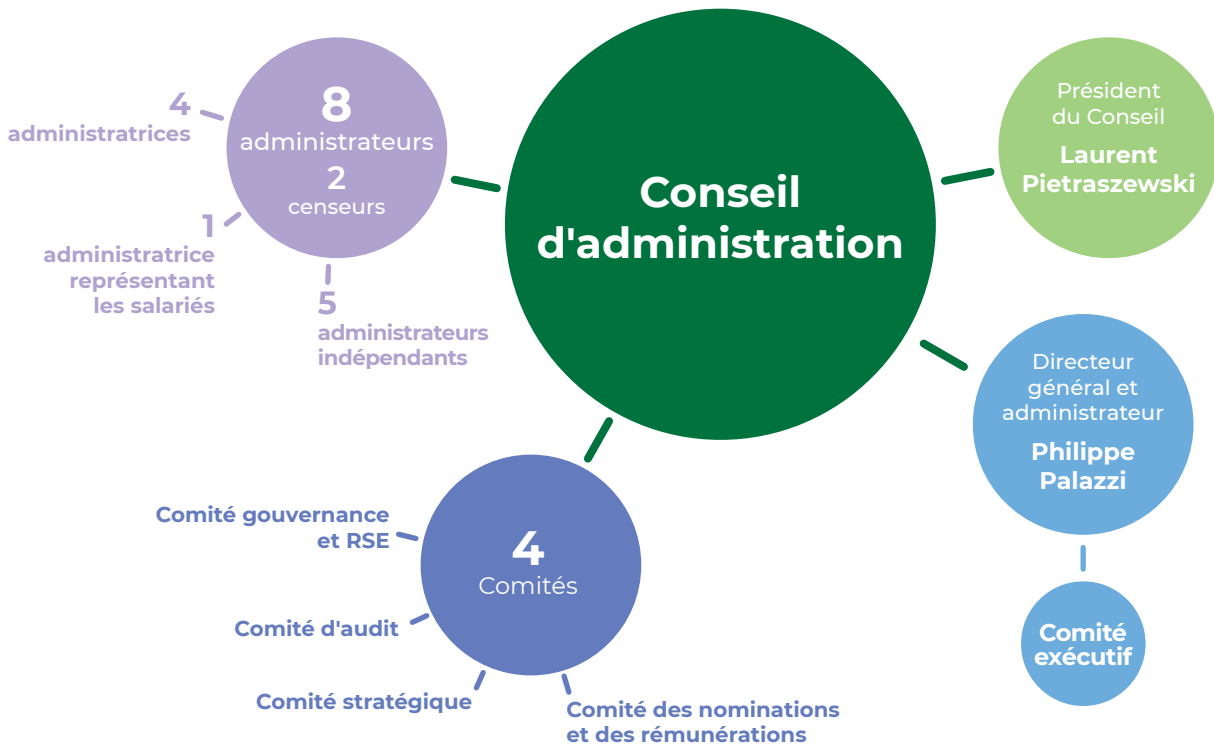 Conseil
d'administration
8
administrateurs
2
censeurs
4
administratrices
1
administratrice
représentant
les salariés
5
administrateurs
indépendants
Président
du Conseil
Laurent
Pietraszewski
Directeur
général et
administrateur
Philippe
Palazzi
Comité
exécutif
4
Comités
Comité gouvernance
et RSE
Comité d'audit
Comité stratégique
Comité des nominations
et des rémunérations